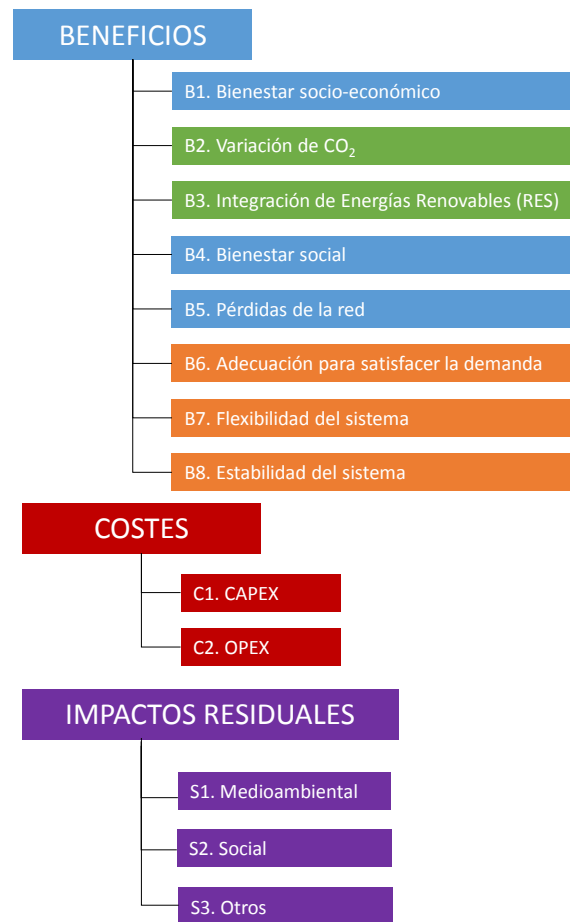 BENEFICIOS
B1. Bienestar socio-económico
B2. Variación de CO₂
B3. Integración de Energías Renovables (RES)
B4. Bienestar social
B5. Pérdidas de la red
B6. Adecuación para satisfacer la demanda
B7. Flexibilidad del sistema
B8. Estabilidad del sistema
COSTES
C1. CAPEX
C2. OPEX
IMPACTOS RESIDUALES
S1. Medioambiental
S2. Social
S3. Otros